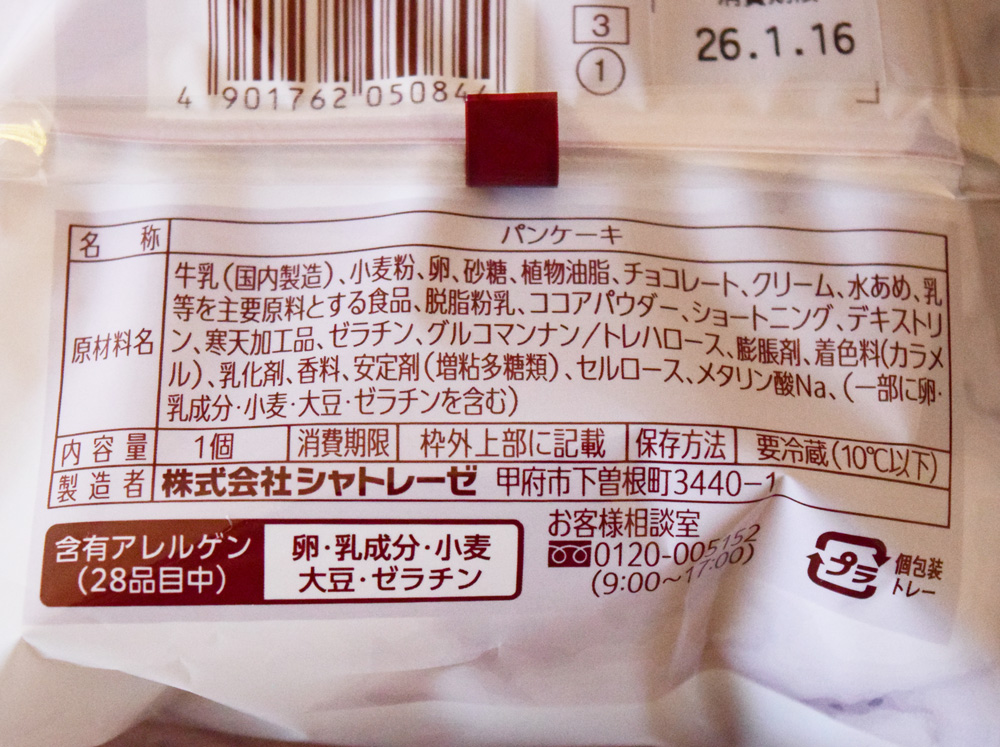 3
1
26.1.16
4 901762 05084
名 称 パンケーキ
原材料名
牛乳(国内製造)、小麦粉、卵、砂糖、植物油脂、チョコレート、クリーム、水あめ、乳
等を主要原料とする食品、脱脂粉乳、ココアパウダー、ショートニング、デキストリ
ン、寒天加工品、ゼラチン、グルコマンナン/トレハロース、膨脹剤、着色料(カラメ
ル)、乳化剤、香料、安定剤(増粘多糖類)、セルロース、メタリン酸Na、(一部に卵・
乳成分・小麦・大豆・ゼラチンを含む)
内容量 1個 消費期限 枠外上部に記載 保存方法 要冷蔵(10℃以下)
製造者 株式会社シャトレーゼ 甲府市下曽根町3440-1
含有アレルゲン
(28品目中)
卵・乳成分・小麦
大豆・ゼラチン
お客様相談室
0120-005152
(9:00~17:00)
プラ
個包装
トレー